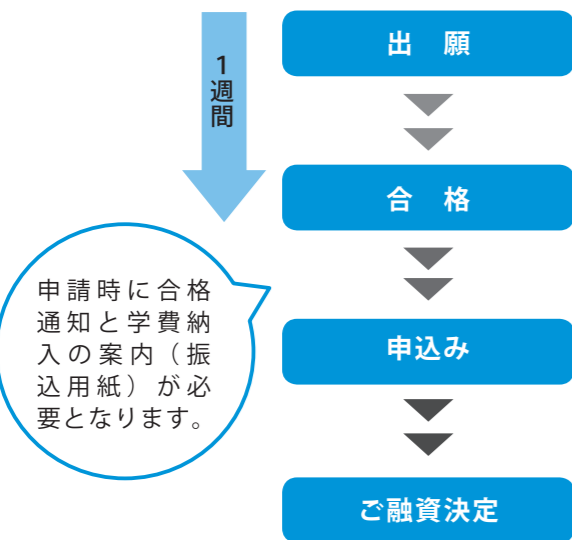 出　願
1週間
合　格
申請時に合格
通知と学費納
入の案内（振
込用紙）が必
要となります。
申込み
ご融資決定